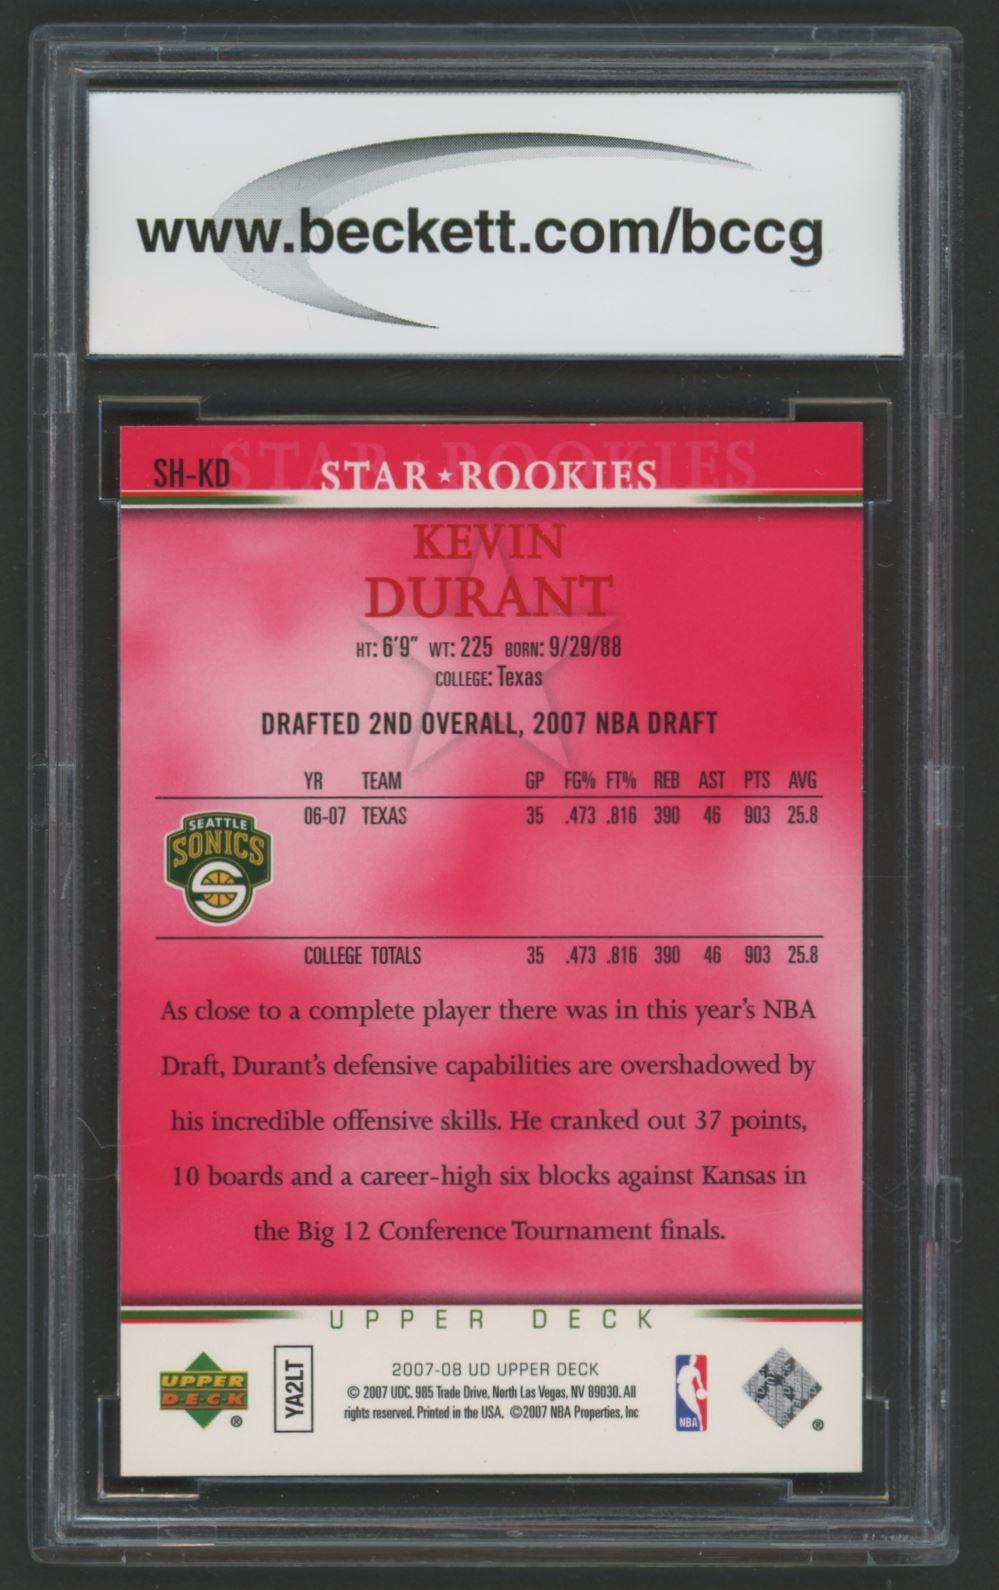 www.beckett.com/bccg
STAR ROOKIES
SH-KD
STAR★ROOKIES
KEVIN
DURANT
HT: 6'9" WT: 225 BORN: 9/29/88
COLLEGE: Texas
DRAFTED 2ND OVERALL, 2007 NBA DRAFT
YR TEAM GP FG% FT% REB AST PTS AVG
06-07 TEXAS 35 .473 .816 390 46 903 25.8
SEATTLE
SONICS
COLLEGE TOTALS 35 .473 .816 390 46 903 25.8
As close to a complete player there was in this year's NBA
Draft, Durant's defensive capabilities are overshadowed by
his incredible offensive skills. He cranked out 37 points,
10 boards and a career-high six blocks against Kansas in
the Big 12 Conference Tournament finals.
UPPER DECK
UPPER
D·E·C·K
®
YA2LT
2007-08 UD UPPER DECK
© 2007 UDC. 985 Trade Drive, North Las Vegas, NV 89030. All
rights reserved. Printed in the USA. ©2007 NBA Properties, Inc
NBA
®